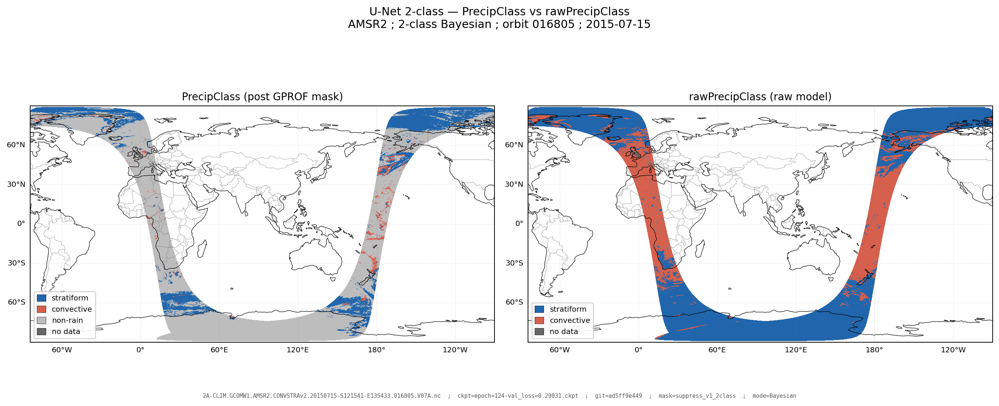 U-Net 2-class — PrecipClass vs rawPrecipClass
AMSR2 ; 2-class Bayesian ; orbit 016805 ; 2015-07-15
PrecipClass (post GPROF mask)
60°N
30°N
0°
30°S
60°S
stratiform
convective
non-rain
no data
60°W 0° 60°E 120°E 180° 120°W
rawPrecipClass (raw model)
60°N
30°N
0°
30°S
60°S
stratiform
convective
no data
60°W 0° 60°E 120°E 180° 120°W
2A-CLIM.GCOMW1.AMSR2.CONVSTRAv2.20150715-S121541-E135433.016805.V07A.nc ; ckpt=epoch=124-val_loss=0.29031.ckpt ; git=ad5ff9e449 ; mask=suppress_v1_2class ; mode=Bayesian